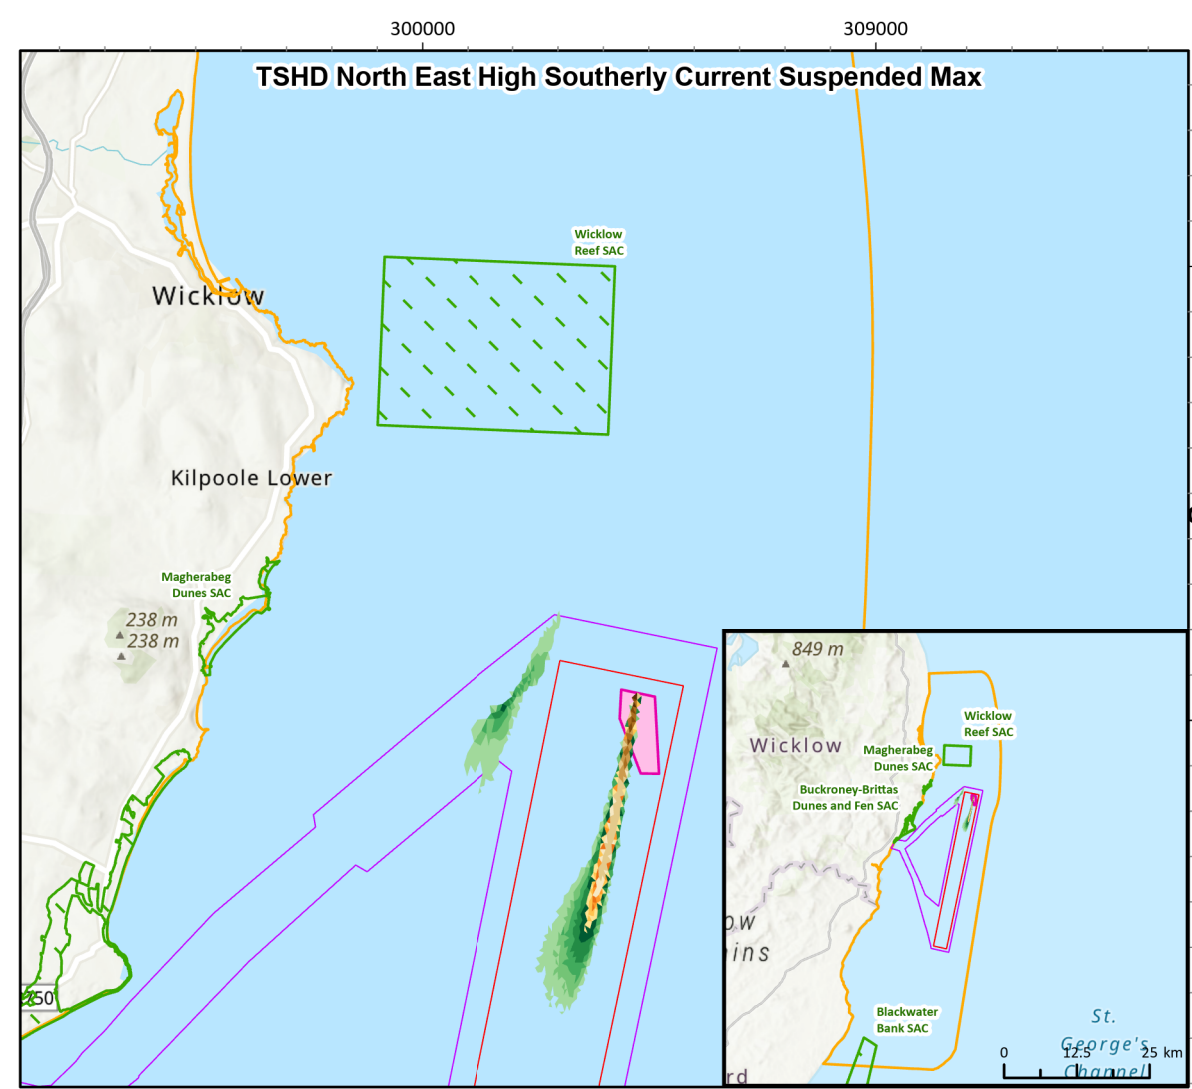 300000
309000
TSHD North East High Southerly Current Suspended Max
Wicklow
Reef SAC
Wicklow
Kilpoole Lower
Magherabeg
Dunes SAC
238 m
238 m
849 m
Wicklow
Reef SAC
Wicklow
Magherabeg
Dunes SAC
Buckroney-Brittas
Dunes and Fen SAC
ow
ins
750
Blackwater
Bank SAC
St.
George's
Channel
0 12.5 25 km
rd